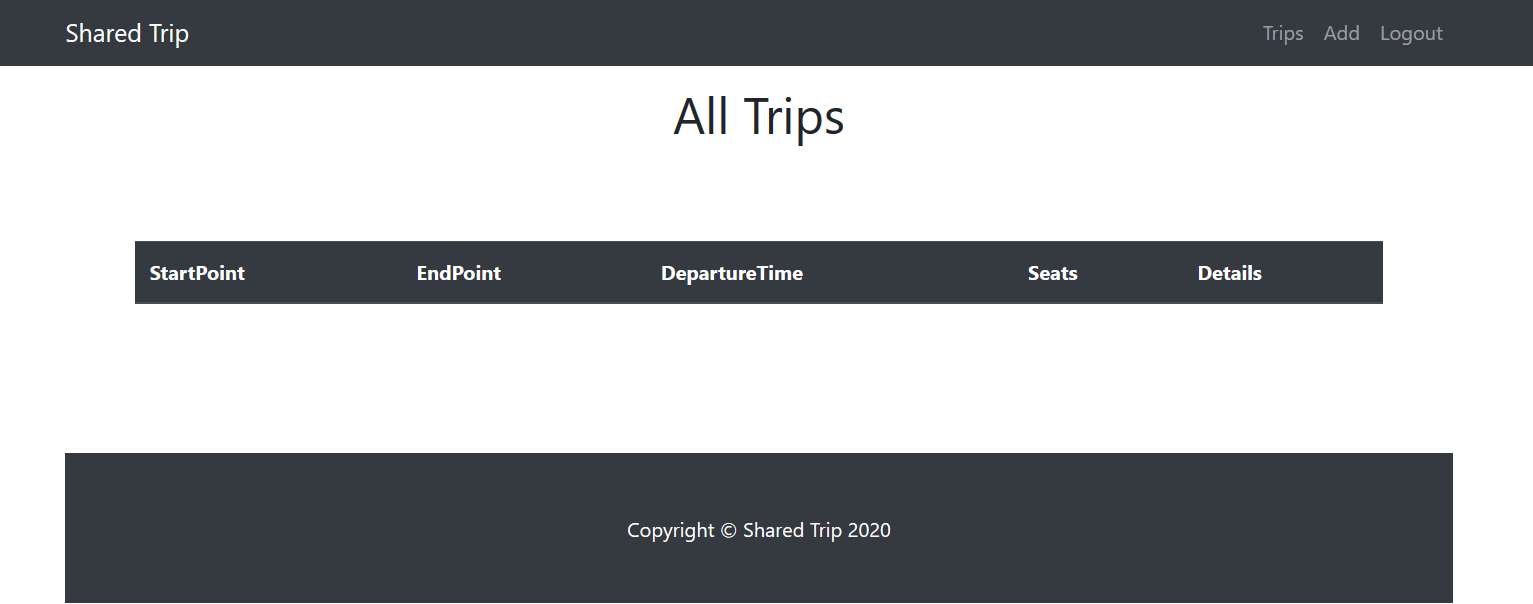 Shared Trip Trips Add Logout
All Trips
StartPoint EndPoint DepartureTime Seats Details
Copyright © Shared Trip 2020